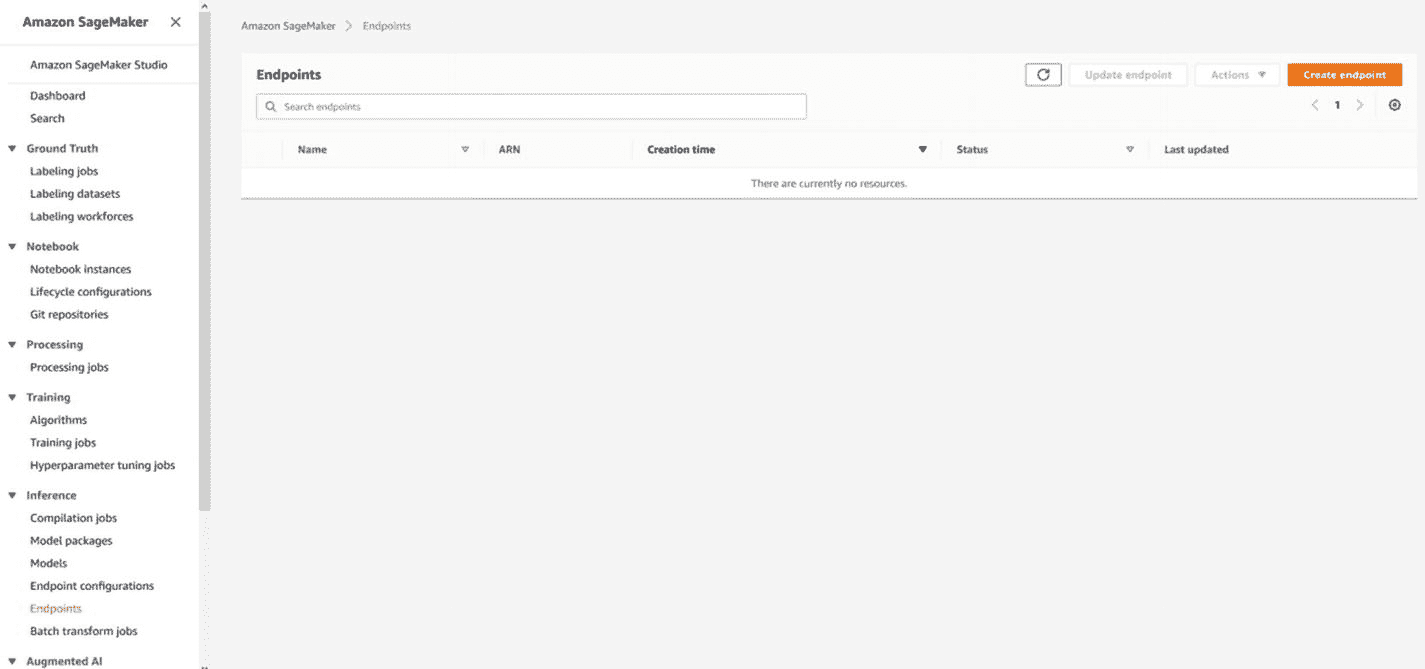 Amazon SageMaker
Amazon SageMaker Studio
Dashboard
Search
Ground Truth
Labeling jobs
Labeling datasets
Labeling workforces
Notebook
Notebook instances
Lifecycle configurations
Git repositories
Processing
Processing jobs
Training
Algorithms
Training jobs
Hyperparameter tuning jobs
Inference
Compilation jobs
Model packages
Models
Endpoint configurations
Endpoints
Batch transform jobs
Augmented AI
Amazon SageMaker > Endpoints
Endpoints
Update endpoint
Actions
Create endpoint
Search endpoints
1
Name ARN Creation time Status Last updated
There are currently no resources.